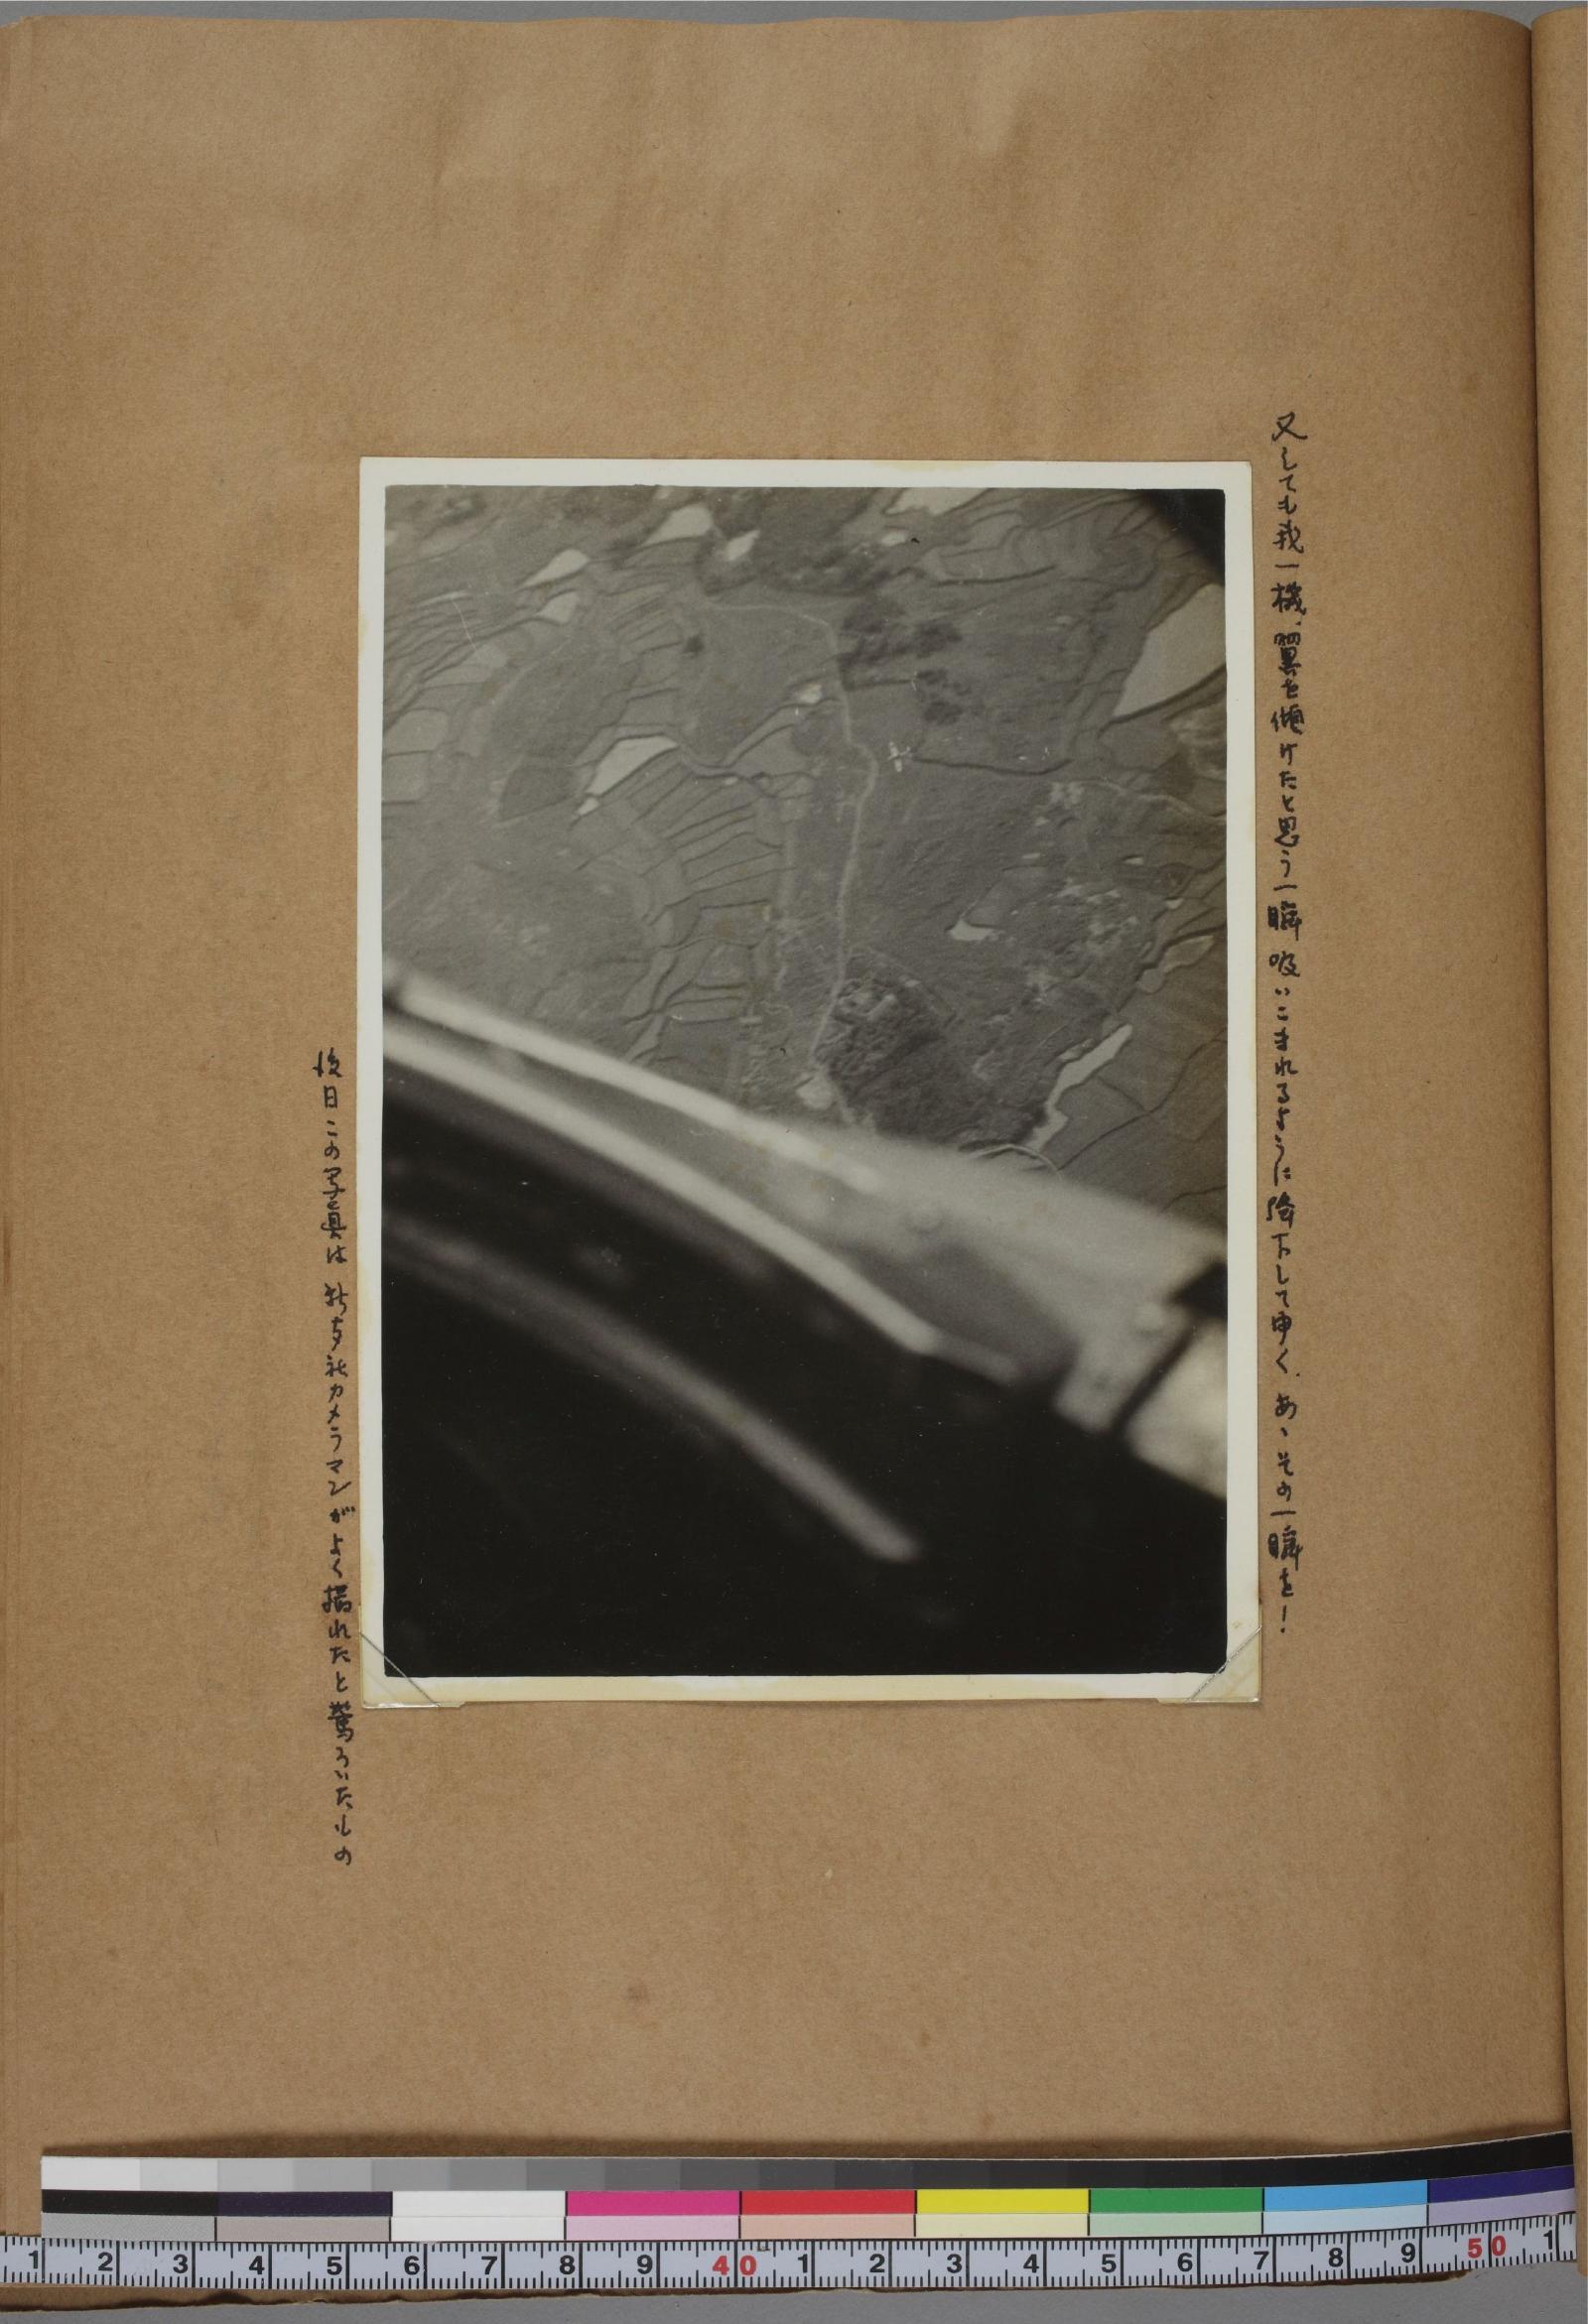 又しても我一機、翼を傾けたと思う一瞬 吸いこまれるように降下して申く、あゝその一瞬を!
後日この写真は 社カメラマンがよく撮れたと驚ろいたもの
1 2 3 4 5 6 7 8 9 40 1 2 3 4 5 6 7 8 9 50 1